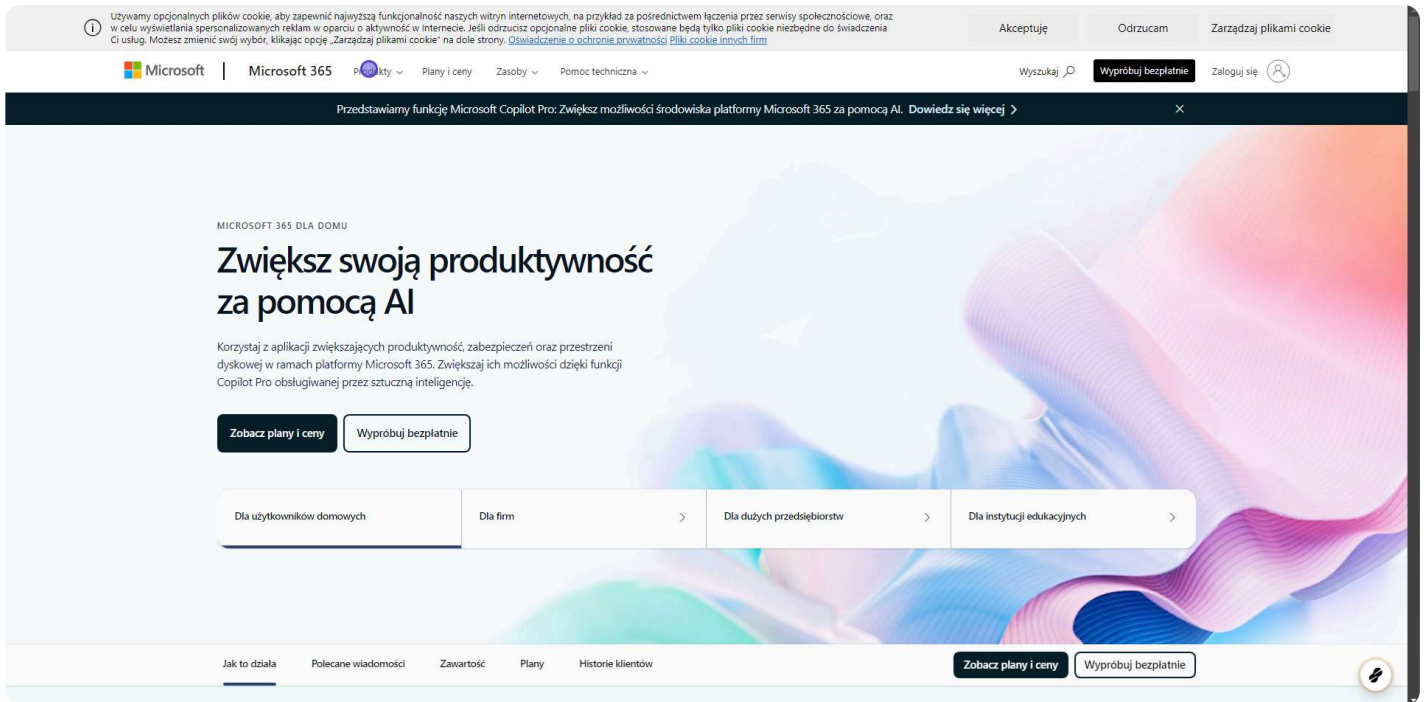 Używamy opcjonalnych plików cookie, aby zapewnić najwyższą funkcjonalność naszych witryn internetowych, na przykład za pośrednictwem łączenia przez serwisy społecznościowe, oraz
w celu wyświetlania spersonalizowanych reklam w oparciu o aktywność w Internecie. Jeśli odrzucisz opcjonalne pliki cookie, stosowane będą tylko pliki cookie niezbędne do świadczenia
Ci usług. Możesz zmienić swój wybór, klikając opcję „Zarządzaj plikami cookie” na dole strony. Oświadczenie o ochronie prywatności Pliki cookie innych firm
Akceptuję
Odrzucam
Zarządzaj plikami cookie
Microsoft
Microsoft 365
Plany i ceny
Zasoby
Pomoc techniczna
Wyszukaj
Wypróbuj bezpłatnie
Zaloguj się
Przedstawiamy funkcję Microsoft Copilot Pro: Zwiększ możliwości środowiska platformy Microsoft 365 za pomocą AI. Dowiedz się więcej
MICROSOFT 365 DLA DOMU
Zwiększ swoją produktywność
za pomocą AI
Korzystaj z aplikacji zwiększających produktywność, zabezpieczeń oraz przestrzeni
dyskowej w ramach platformy Microsoft 365. Zwiększaj ich możliwości dzięki funkcji
Copilot Pro obsługiwanej przez sztuczną inteligencję.
Zobacz plany i ceny
Wypróbuj bezpłatnie
Dla użytkowników domowych
Dla firm
Dla dużych przedsiębiorstw
Dla instytucji edukacyjnych
Jak to działa
Polecane wiadomości
Zawartość
Plany
Historie klientów
Zobacz plany i ceny
Wypróbuj bezpłatnie